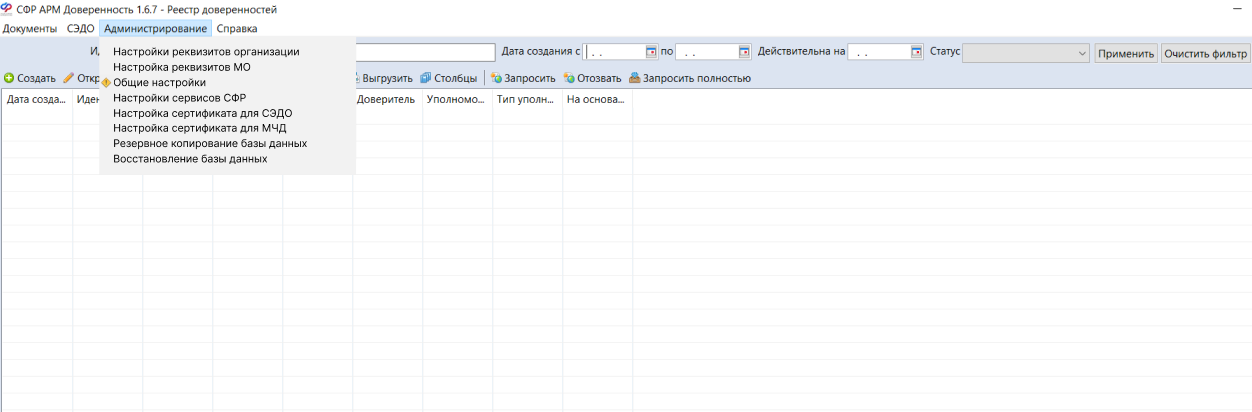 СФР АРМ Доверенность 1.6.7 - Реестр доверенностей
Документы СЭДО Администрирование Справка
Дата создания с . . по . . Действительна на . . Статус Применить Очистить фильтр
Настройки реквизитов организации
Настройка реквизитов МО
Общие настройки
Настройки сервисов СФР
Настройка сертификата для СЭДО
Настройка сертификата для МЧД
Резервное копирование базы данных
Восстановление базы данных
Создать Откр Выгрузить Столбцы Запросить Отозвать Запросить полностью
Дата созда... Иден Доверитель Уполномо... Тип уполн... На основа...